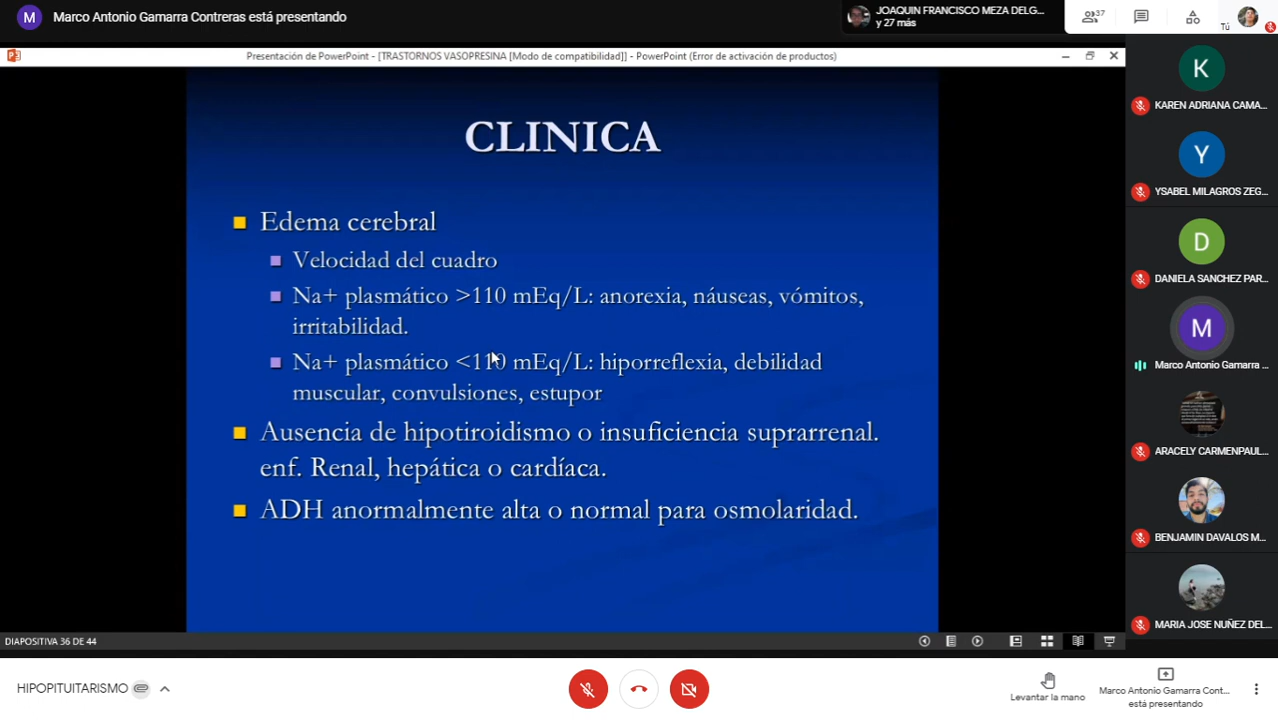 Marco Antonio Gamarra Contreras está presentando
JOAQUIN FRANCISCO MEZA DELG...
y 27 más
37
Tú
Presentación de PowerPoint - [TRASTORNOS VASOPRESINA [Modo de compatibilidad]] - PowerPoint (Error de activación de productos)
CLINICA
Edema cerebral
Velocidad del cuadro
Na+ plasmático >110 mEq/L: anorexia, náuseas, vómitos,
irritabilidad.
Na+ plasmático <110 mEq/L: hiporreflexia, debilidad
muscular, convulsiones, estupor
Ausencia de hipotiroidismo o insuficiencia suprarrenal.
enf. Renal, hepática o cardíaca.
ADH anormalmente alta o normal para osmolaridad.
DIAPOSITIVA 36 DE 44
K
KAREN ADRIANA CAMA...
Y
YSABEL MILAGROS ZEG...
D
DANIELA SANCHEZ PAR...
M
Marco Antonio Gamarra ...
ARACELY CARMENPAUL...
BENJAMIN DAVALOS M...
MARIA JOSE NUÑEZ DEL...
HIPOPITUITARISMO
Levantar la mano
Marco Antonio Gamarra Cont...
está presentando